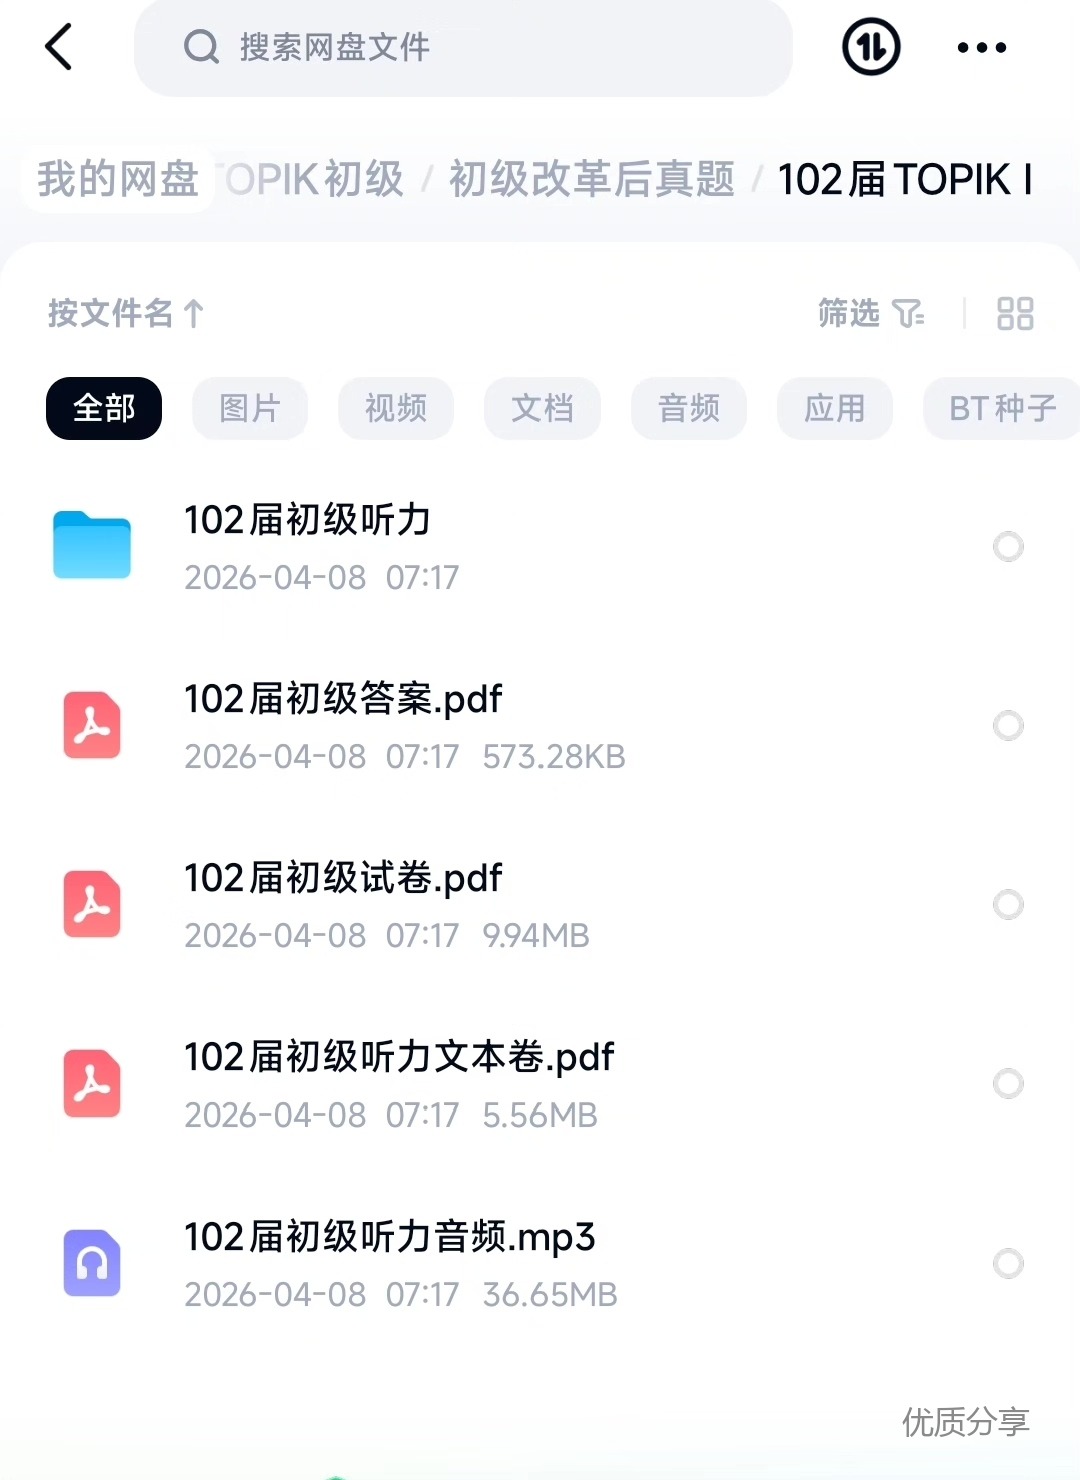 搜索网盘文件
我的网盘 TOPIK初级 / 初级改革后真题 / 102届TOPIK I
按文件名↑ 筛选
全部 图片 视频 文档 音频 应用 BT种子
102届初级听力
2026-04-08 07:17
102届初级答案.pdf
2026-04-08 07:17 573.28KB
102届初级试卷.pdf
2026-04-08 07:17 9.94MB
102届初级听力文本卷.pdf
2026-04-08 07:17 5.56MB
102届初级听力音频.mp3
2026-04-08 07:17 36.65MB
优质分享